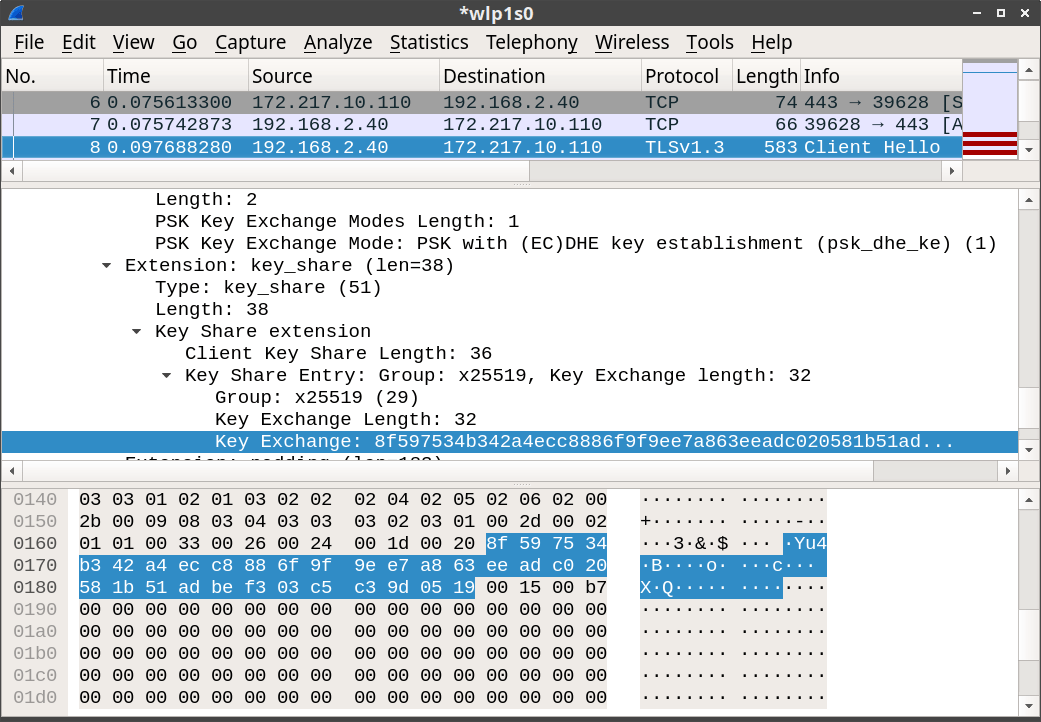 *wlp1s0
File Edit View Go Capture Analyze Statistics Telephony Wireless Tools Help
No. Time Source Destination Protocol Length Info
6 0.075613300 172.217.10.110 192.168.2.40 TCP 74 443 → 39628 [S
7 0.075742873 192.168.2.40 172.217.10.110 TCP 66 39628 → 443 [A
8 0.097688280 192.168.2.40 172.217.10.110 TLSv1.3 583 Client Hello
Length: 2
PSK Key Exchange Modes Length: 1
PSK Key Exchange Mode: PSK with (EC)DHE key establishment (psk_dhe_ke) (1)
Extension: key_share (len=38)
Type: key_share (51)
Length: 38
Key Share extension
Client Key Share Length: 36
Key Share Entry: Group: x25519, Key Exchange length: 32
Group: x25519 (29)
Key Exchange Length: 32
Key Exchange: 8f597534b342a4ecc8886f9f9ee7a863eeadc020581b51ad...
0140 03 03 01 02 01 03 02 02 02 04 02 05 02 06 02 00 ········ ········
0150 2b 00 09 08 03 04 03 03 03 02 03 01 00 2d 00 02 +······· ·····-··
0160 01 01 00 33 00 26 00 24 00 1d 00 20 8f 59 75 34 ···3·&·$ ··· ·Yu4
0170 b3 42 a4 ec c8 88 6f 9f 9e e7 a8 63 ee ad c0 20 ·B····o· ···c···
0180 58 1b 51 ad be f3 03 c5 c3 9d 05 19 00 15 00 b7 X·Q····· ········
0190 00 00 00 00 00 00 00 00 00 00 00 00 00 00 00 00 ········ ········
01a0 00 00 00 00 00 00 00 00 00 00 00 00 00 00 00 00 ········ ········
01b0 00 00 00 00 00 00 00 00 00 00 00 00 00 00 00 00 ········ ········
01c0 00 00 00 00 00 00 00 00 00 00 00 00 00 00 00 00 ········ ········
01d0 00 00 00 00 00 00 00 00 00 00 00 00 00 00 00 00 ········ ········